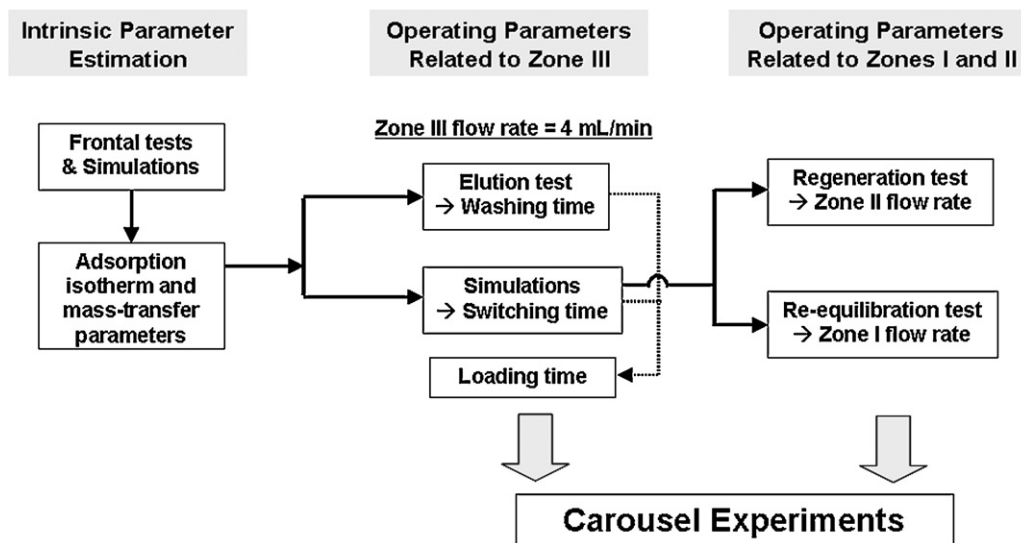 Intrinsic Parameter
Estimation
Operating Parameters
Related to Zone III
Operating Parameters
Related to Zones I and II
Frontal tests
& Simulations
Adsorption
isotherm and
mass-transfer
parameters
Zone III flow rate = 4 mL/min
Elution test
→ Washing time
Simulations
→ Switching time
Loading time
Regeneration test
→ Zone II flow rate
Re-equilibration test
→ Zone I flow rate
Carousel Experiments